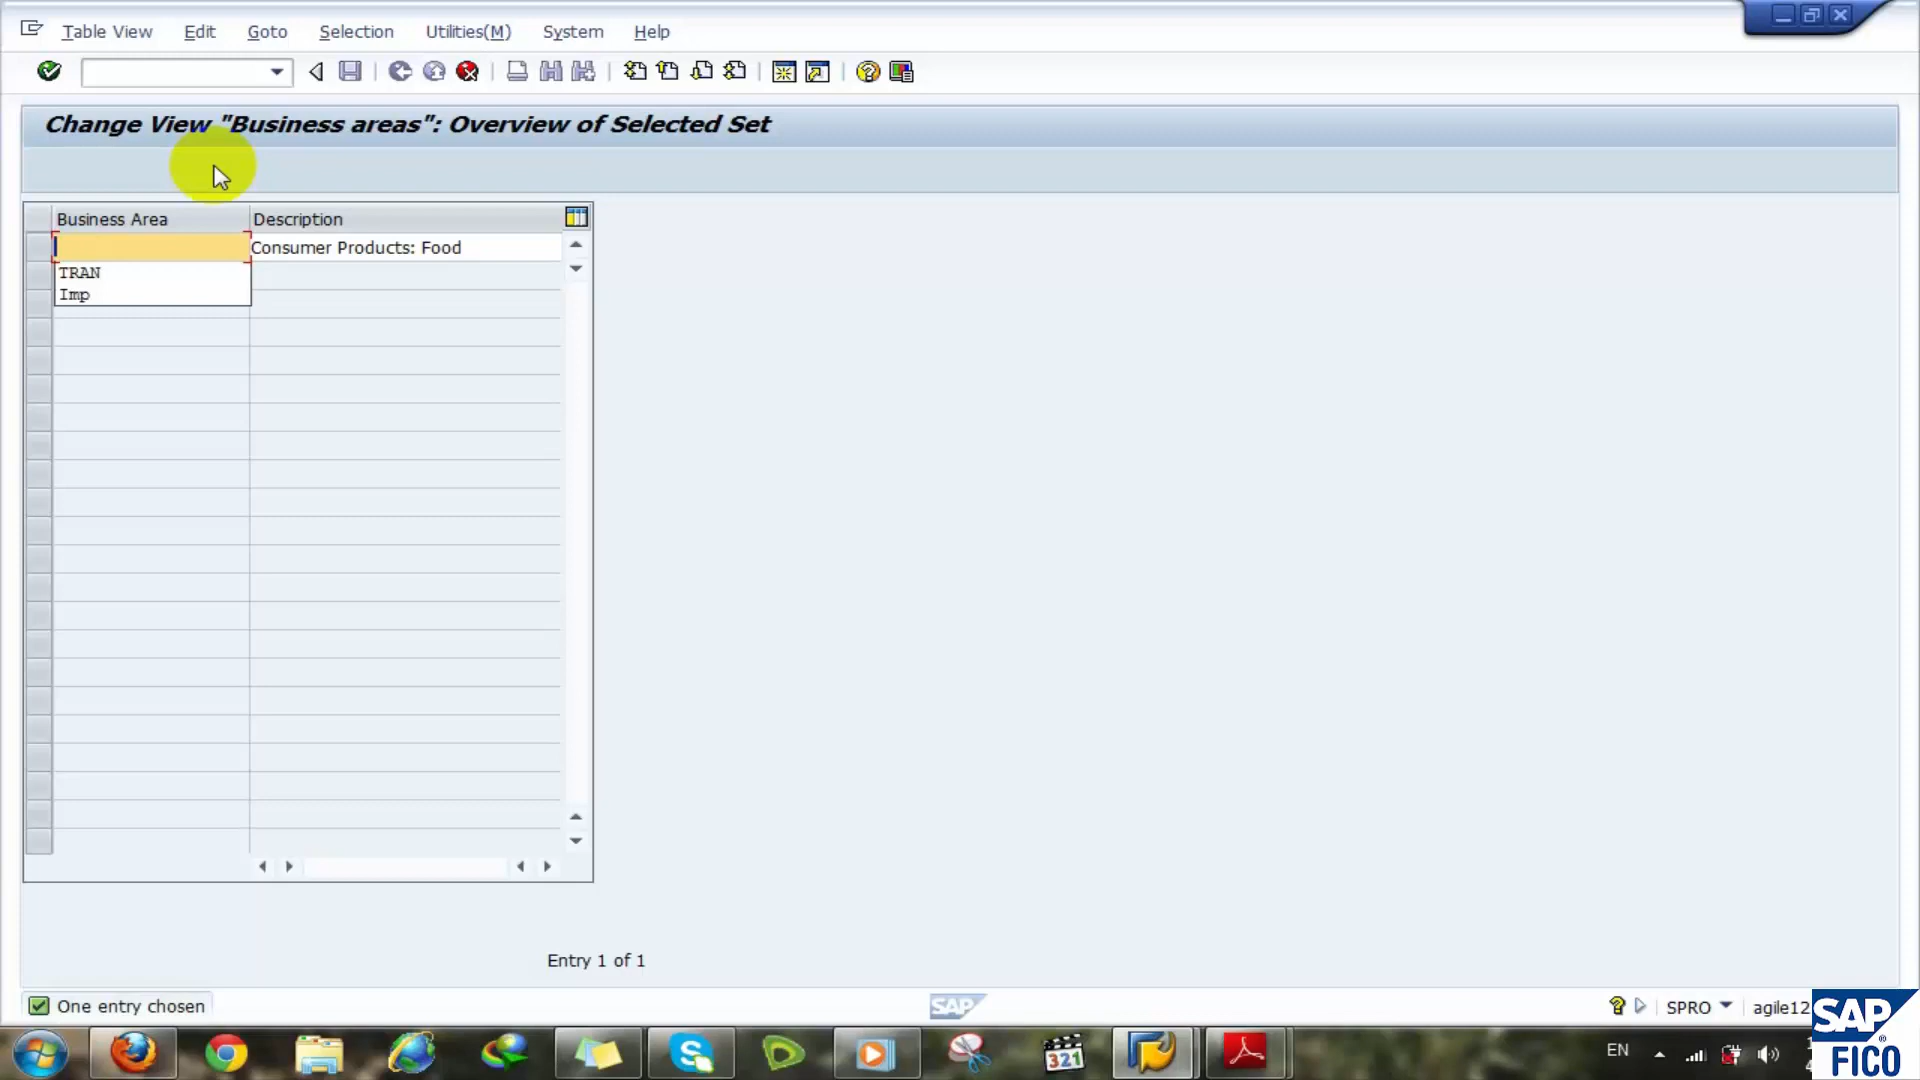 Table View Edit Goto Selection Utilities(M) System Help
Change View "Business areas": Overview of Selected Set
Business Area Description
Consumer Products: Food
TRAN
Imp
Entry 1 of 1
One entry chosen
SAP
SPRO agile12
321
EN
SAP
FICO